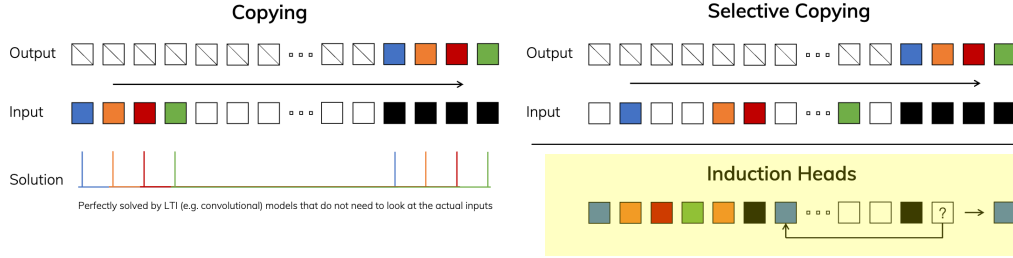 Copying
Output
Input
Solution
Perfectly solved by LTI (e.g. convolutional) models that do not need to look at the actual inputs
Selective Copying
Output
Input
Induction Heads
?